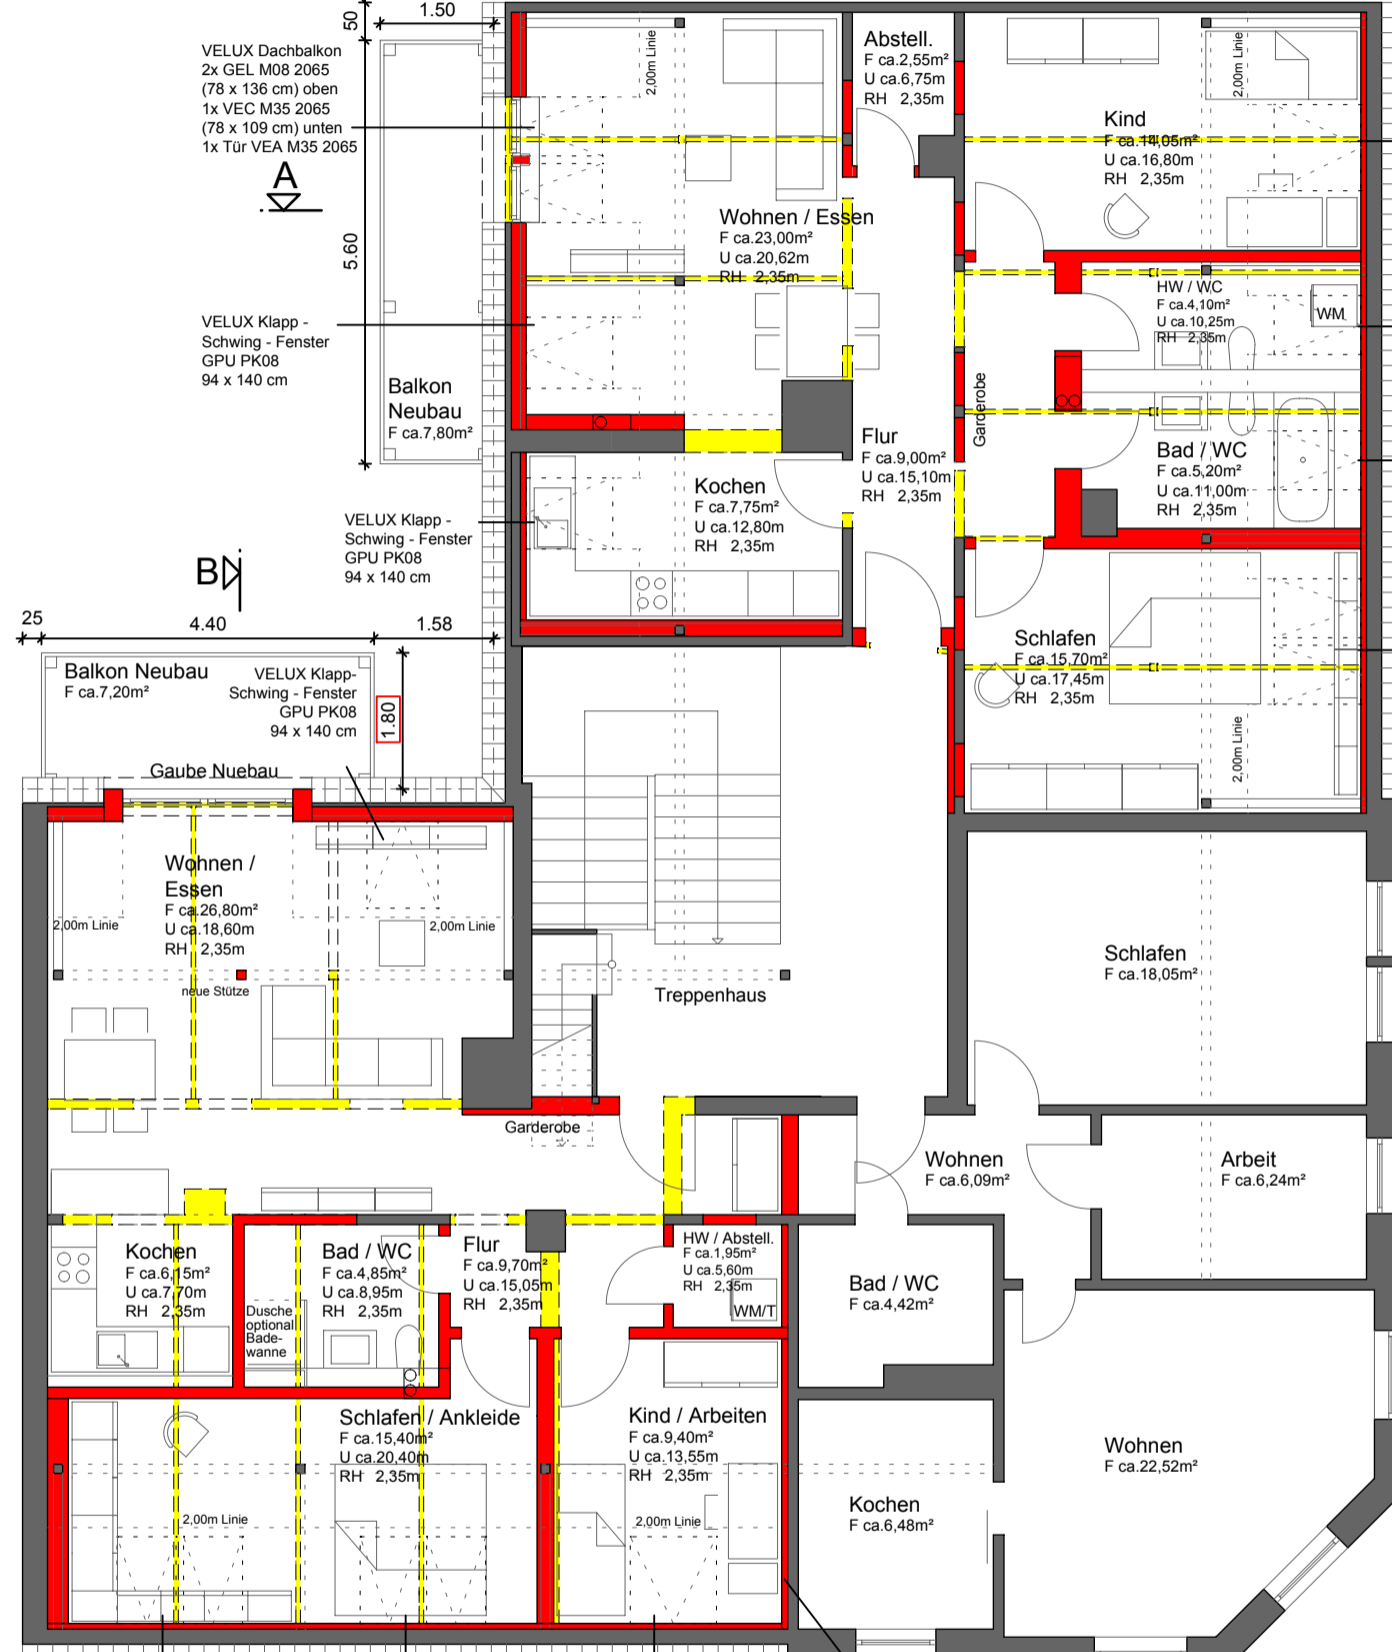 50
1.50
VELUX Dachbalkon
2x GEL M08 2065
(78 x 136 cm) oben
1x VEC M35 2065
(78 x 109 cm) unten
1x Tür VEA M35 2065
A
5.60
VELUX Klapp -
Schwing - Fenster
GPU PK08
94 x 140 cm
Balkon
Neubau
F ca.7,80m²
VELUX Klapp -
Schwing - Fenster
GPU PK08
94 x 140 cm
B
25
4.40
1.58
2,00m Linie
Wohnen / Essen
F ca.23,00m²
U ca.20,62m
RH 2,35m
Abstell.
F ca.2,55m²
U ca.6,75m
RH 2,35m
2,00m Linie
Kind
F ca.14,05m²
U ca.16,80m
RH 2,35m
HW / WC
F ca.4,10m²
U ca.10,25m
RH 2,35m
WM
Garderobe
Flur
F ca.9,00m²
U ca.15,10m
RH 2,35m
Bad / WC
F ca.5,20m²
U ca.11,00m
RH 2,35m
Kochen
F ca.7,75m²
U ca.12,80m
RH 2,35m
Schlafen
F ca.15,70m²
U ca.17,45m
RH 2,35m
2,00m Linie
Balkon Neubau
F ca.7,20m²
VELUX Klapp-
Schwing - Fenster
GPU PK08
94 x 140 cm
1.80
Gaube Nuebau
Wohnen /
Essen
F ca.26,80m²
U ca.18,60m
RH 2,35m
2,00m Linie
2,00m Linie
neue Stütze
Treppenhaus
Schlafen
F ca.18,05m²
Garderobe
Wohnen
F ca.6,09m²
Arbeit
F ca.6,24m²
Kochen
F ca.6,15m²
U ca.7,70m
RH 2,35m
Bad / WC
F ca.4,85m²
U ca.8,95m
RH 2,35m
Dusche
optional
Bade-
wanne
Flur
F ca.9,70m²
U ca.15,05m
RH 2,35m
HW / Abstell.
F ca.1,95m²
U ca.5,60m
RH 2,35m
WM/T
Bad / WC
F ca.4,42m²
Schlafen / Ankleide
F ca.15,40m²
U ca.20,40m
RH 2,35m
2,00m Linie
Kind / Arbeiten
F ca.9,40m²
U ca.13,55m
RH 2,35m
2,00m Linie
Kochen
F ca.6,48m²
Wohnen
F ca.22,52m²